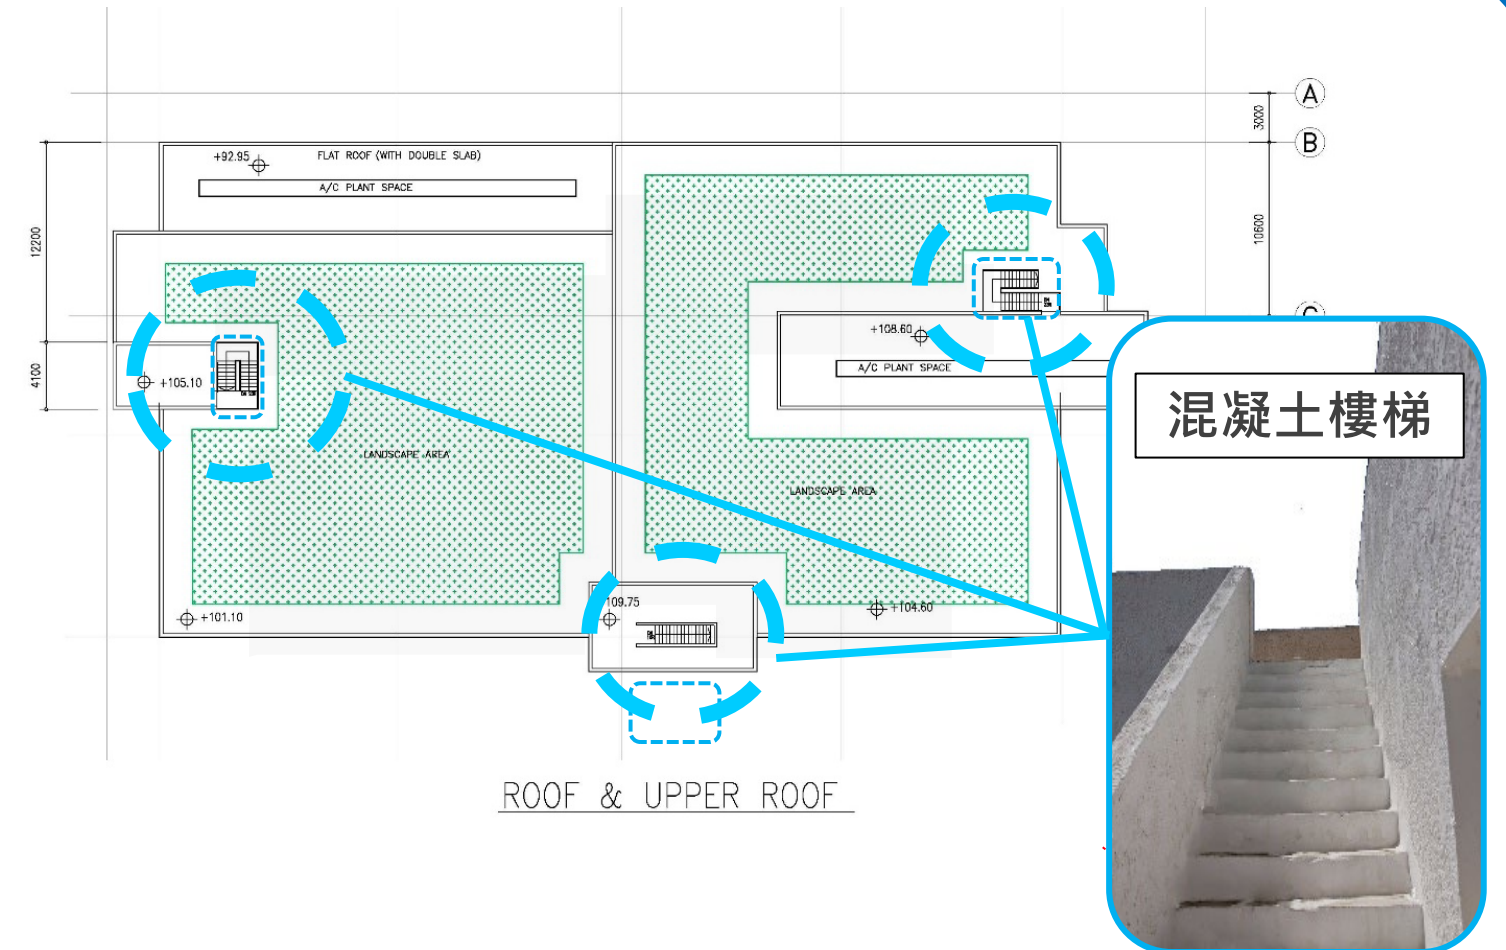 A
3000
B
+92.95
FLAT ROOF (WITH DOUBLE SLAB)
A/C PLANT SPACE
12200
10600
+108.60
A/C PLANT SPACE
4100
+105.10
混凝土樓梯
LANDSCAPE AREA
LANDSCAPE AREA
109.75
+101.10
+104.60
ROOF & UPPER ROOF